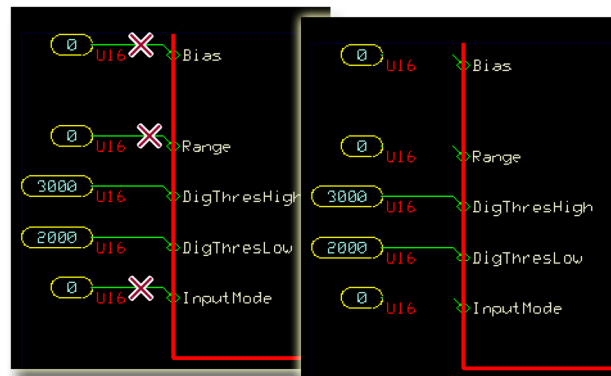 0
U16
Bias
0
U16
Range
3000
U16
DigThresHigh
2000
U16
DigThresLow
0
U16
InputMode
0
U16
Bias
0
U16
Range
3000
U16
DigThresHigh
2000
U16
DigThresLow
0
U16
InputMode